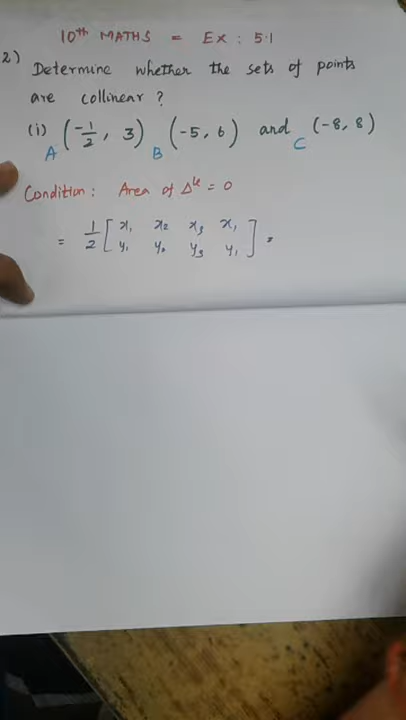 10th MATHS = EX : 5.1
2) Determine whether the sets of points
are collinear ?
(i) (-1/2, 3) (-5, 6) and (-8, 8)
A B C
Condition: Area of Δle = 0
= 1/2 [ x1 x2 x3 x1
y1 y2 y3 y1 ] =